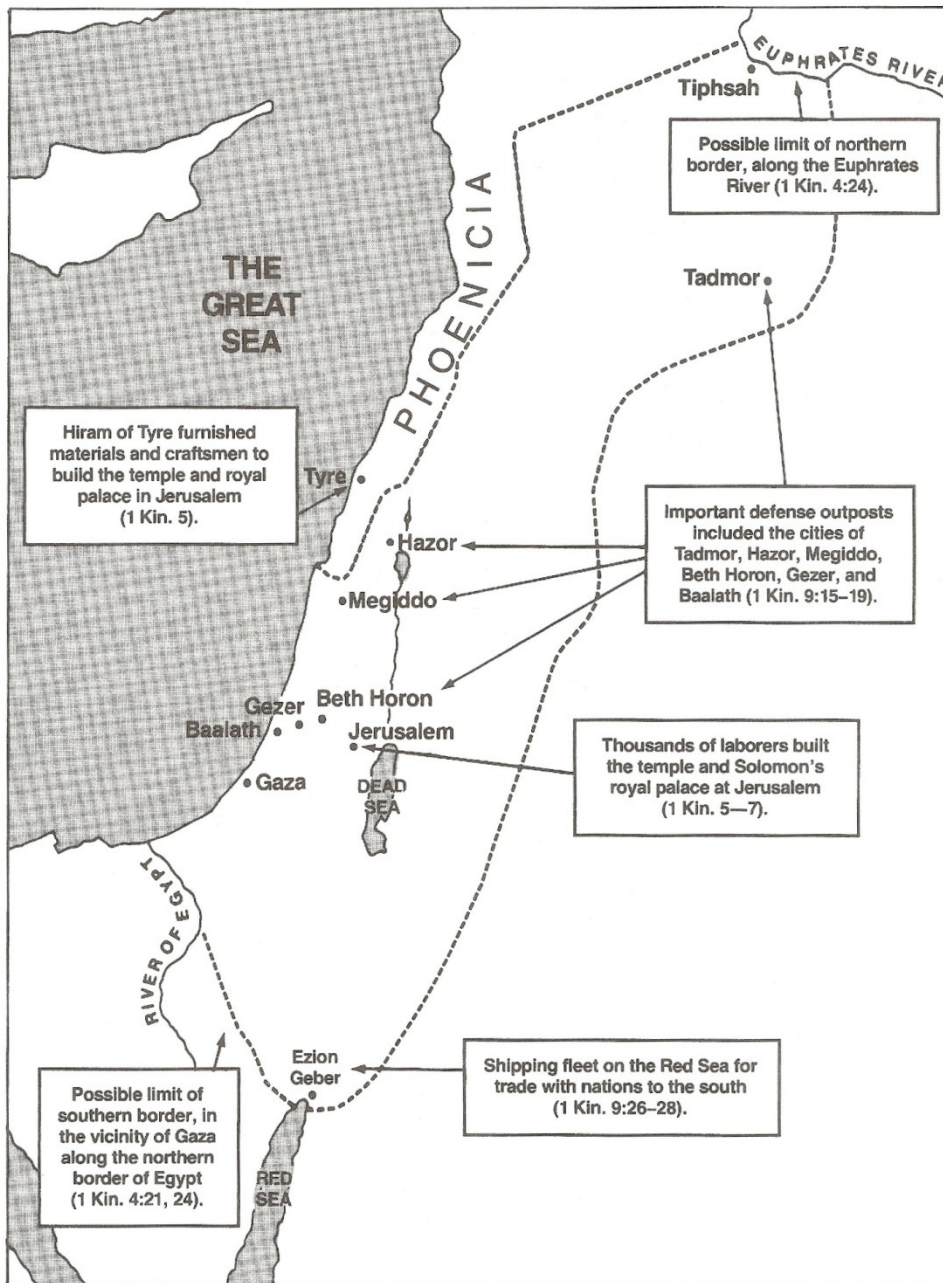 EUPHRATES RIVER
Tiphsah
Possible limit of northern
border, along the Euphrates
River (1 Kin. 4:24).
PHOENICIA
THE
GREAT
SEA
Tadmor
Hiram of Tyre furnished
materials and craftsmen to
build the temple and royal
palace in Jerusalem
(1 Kin. 5).
Tyre
Hazor
Important defense outposts
included the cities of
Tadmor, Hazor, Megiddo,
Beth Horon, Gezer, and
Baalath (1 Kin. 9:15–19).
Megiddo
Beth Horon
Gezer
Baalath
Jerusalem
Thousands of laborers built
the temple and Solomon's
royal palace at Jerusalem
(1 Kin. 5—7).
Gaza
DEAD
SEA
RIVER OF EGYPT
Ezion
Geber
Shipping fleet on the Red Sea for
trade with nations to the south
(1 Kin. 9:26–28).
Possible limit of
southern border, in
the vicinity of Gaza
along the northern
border of Egypt
(1 Kin. 4:21, 24).
RED
SEA